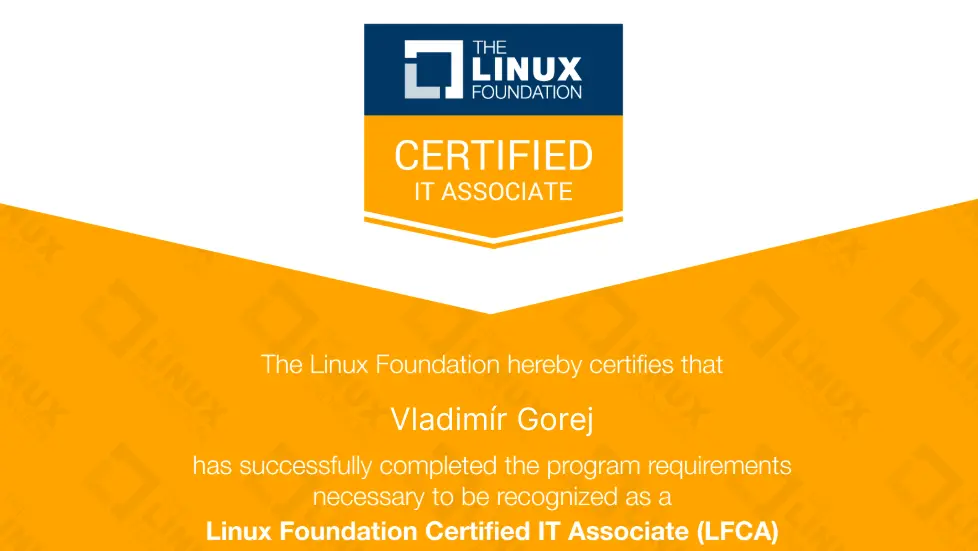 THE
LINUX
FOUNDATION
CERTIFIED
IT ASSOCIATE
The Linux Foundation hereby certifies that
Vladimír Gorej
has successfully completed the program requirements
necessary to be recognized as a
Linux Foundation Certified IT Associate (LFCA)